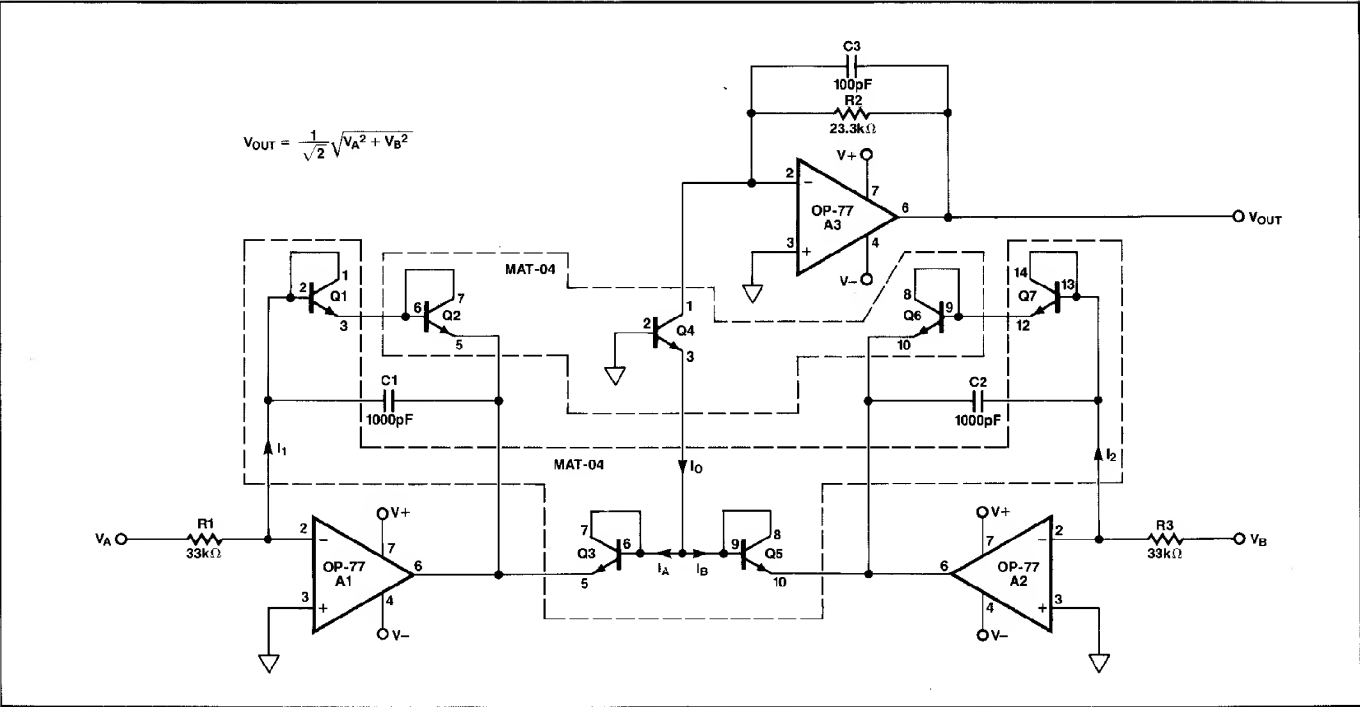 C3
100pF
R2
23.3kΩ
V_OUT = 1/√2 √V_A² + V_B²
V+
2
−
7
OP-77
A3
6
V_OUT
3
+
4
V−
MAT-04
1
2
Q1
3
7
6
Q2
5
1
2
Q4
3
8
9
Q6
10
14
13
Q7
12
C1
1000pF
C2
1000pF
I_1
MAT-04
I_O
I_2
V_A
R1
33kΩ
2
−
V+
7
OP-77
A1
6
3
+
4
V−
7
Q3
6
5
I_A
I_B
8
9
Q5
10
V+
7
2
−
6
OP-77
A2
4
3
+
V−
R3
33kΩ
V_B